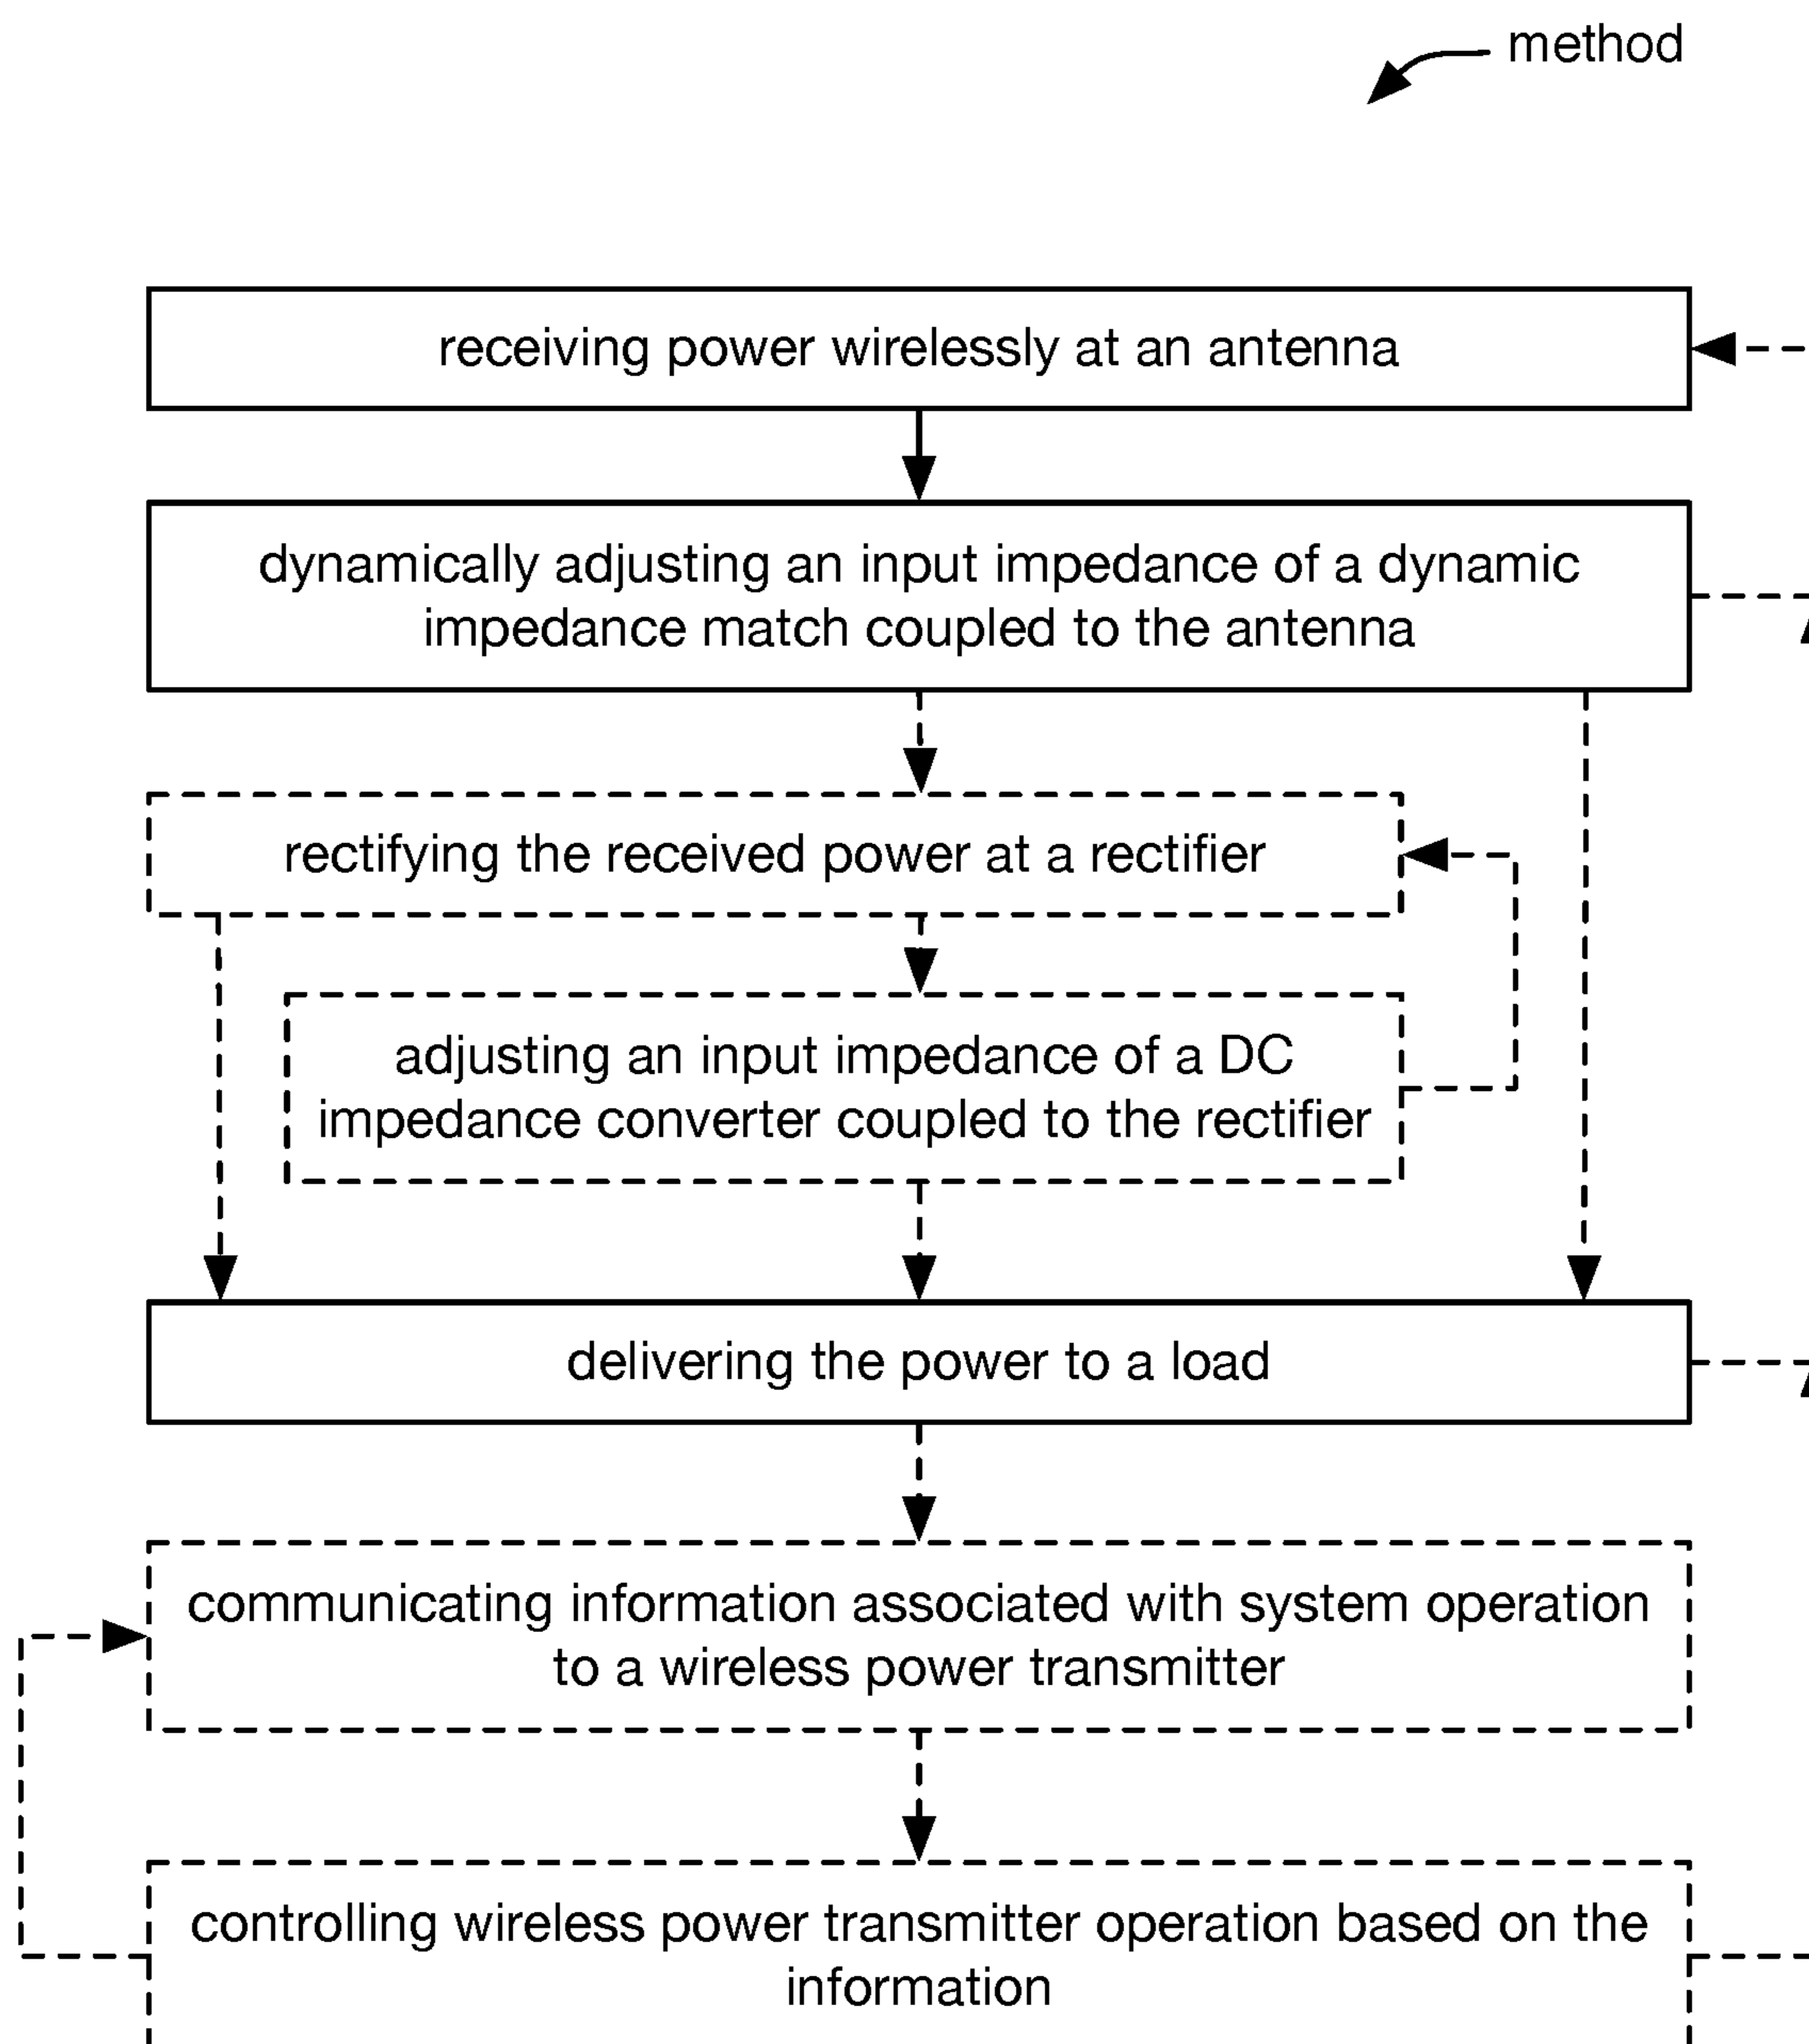 method
receiving power wirelessly at an antenna
dynamically adjusting an input impedance of a dynamic
impedance match coupled to the antenna
rectifying the received power at a rectifier
adjusting an input impedance of a DC
impedance converter coupled to the rectifier
delivering the power to a load
communicating information associated with system operation
to a wireless power transmitter
controlling wireless power transmitter operation based on the
information